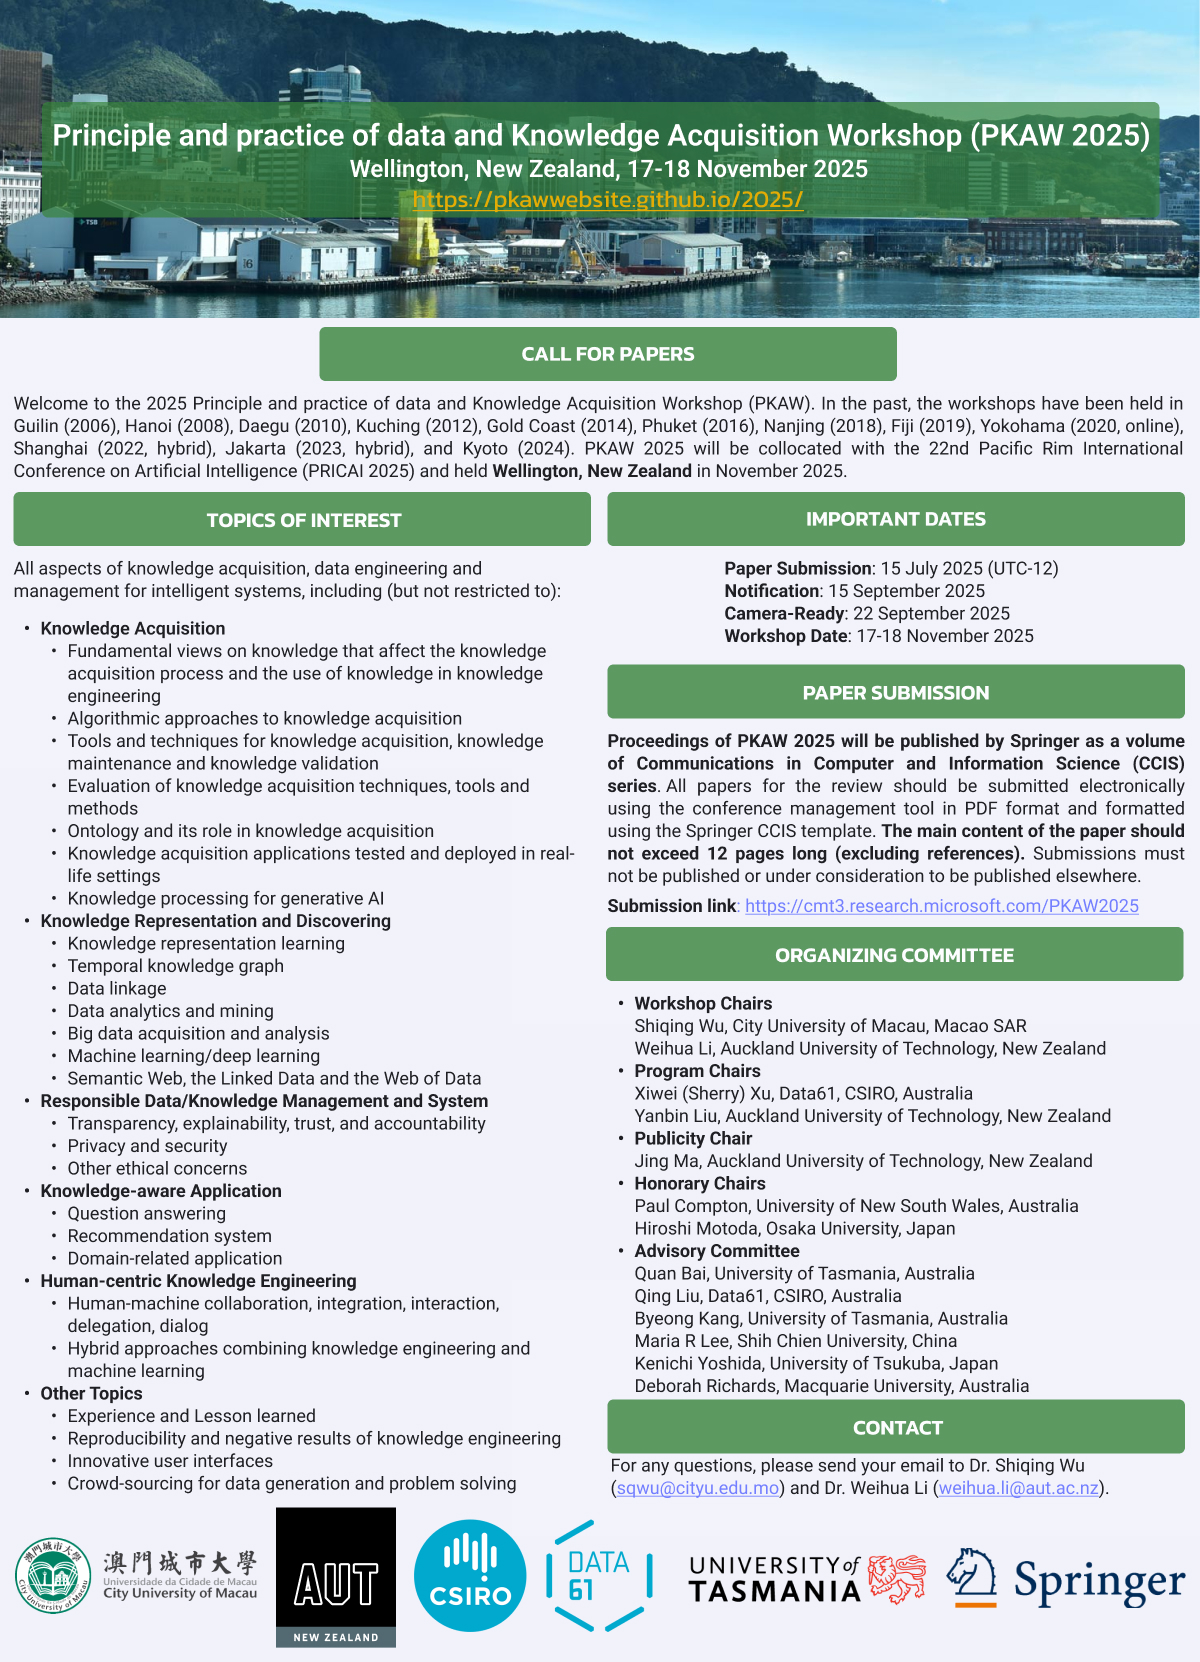 Principle and practice of data and Knowledge Acquisition Workshop (PKAW 2025)
Wellington, New Zealand, 17-18 November 2025
https://pkawwebsite.github.io/2025/
TSB
6
CALL FOR PAPERS
Welcome to the 2025 Principle and practice of data and Knowledge Acquisition Workshop (PKAW). In the past, the workshops have been held in
Guilin (2006), Hanoi (2008), Daegu (2010), Kuching (2012), Gold Coast (2014), Phuket (2016), Nanjing (2018), Fiji (2019), Yokohama (2020, online),
Shanghai (2022, hybrid), Jakarta (2023, hybrid), and Kyoto (2024). PKAW 2025 will be collocated with the 22nd Pacific Rim International
Conference on Artificial Intelligence (PRICAI 2025) and held Wellington, New Zealand in November 2025.
TOPICS OF INTEREST
All aspects of knowledge acquisition, data engineering and
management for intelligent systems, including (but not restricted to):
• Knowledge Acquisition
• Fundamental views on knowledge that affect the knowledge
acquisition process and the use of knowledge in knowledge
engineering
• Algorithmic approaches to knowledge acquisition
• Tools and techniques for knowledge acquisition, knowledge
maintenance and knowledge validation
• Evaluation of knowledge acquisition techniques, tools and
methods
• Ontology and its role in knowledge acquisition
• Knowledge acquisition applications tested and deployed in real-
life settings
• Knowledge processing for generative AI
• Knowledge Representation and Discovering
• Knowledge representation learning
• Temporal knowledge graph
• Data linkage
• Data analytics and mining
• Big data acquisition and analysis
• Machine learning/deep learning
• Semantic Web, the Linked Data and the Web of Data
• Responsible Data/Knowledge Management and System
• Transparency, explainability, trust, and accountability
• Privacy and security
• Other ethical concerns
• Knowledge-aware Application
• Question answering
• Recommendation system
• Domain-related application
• Human-centric Knowledge Engineering
• Human-machine collaboration, integration, interaction,
delegation, dialog
• Hybrid approaches combining knowledge engineering and
machine learning
• Other Topics
• Experience and Lesson learned
• Reproducibility and negative results of knowledge engineering
• Innovative user interfaces
• Crowd-sourcing for data generation and problem solving
IMPORTANT DATES
Paper Submission: 15 July 2025 (UTC-12)
Notification: 15 September 2025
Camera-Ready: 22 September 2025
Workshop Date: 17-18 November 2025
PAPER SUBMISSION
Proceedings of PKAW 2025 will be published by Springer as a volume
of Communications in Computer and Information Science (CCIS)
series. All papers for the review should be submitted electronically
using the conference management tool in PDF format and formatted
using the Springer CCIS template. The main content of the paper should
not exceed 12 pages long (excluding references). Submissions must
not be published or under consideration to be published elsewhere.
Submission link: https://cmt3.research.microsoft.com/PKAW2025
ORGANIZING COMMITTEE
• Workshop Chairs
Shiqing Wu, City University of Macau, Macao SAR
Weihua Li, Auckland University of Technology, New Zealand
• Program Chairs
Xiwei (Sherry) Xu, Data61, CSIRO, Australia
Yanbin Liu, Auckland University of Technology, New Zealand
• Publicity Chair
Jing Ma, Auckland University of Technology, New Zealand
• Honorary Chairs
Paul Compton, University of New South Wales, Australia
Hiroshi Motoda, Osaka University, Japan
• Advisory Committee
Quan Bai, University of Tasmania, Australia
Qing Liu, Data61, CSIRO, Australia
Byeong Kang, University of Tasmania, Australia
Maria R Lee, Shih Chien University, China
Kenichi Yoshida, University of Tsukuba, Japan
Deborah Richards, Macquarie University, Australia
CONTACT
For any questions, please send your email to Dr. Shiqing Wu
(sqwu@cityu.edu.mo) and Dr. Weihua Li (weihua.li@aut.ac.nz).
澳門城市大學
City University of Macau
澳門城市大學
Universidade da Cidade de Macau
City University of Macau
AUT
NEW ZEALAND
CSIRO
DATA
61
UNIVERSITY of
TASMANIA
Springer